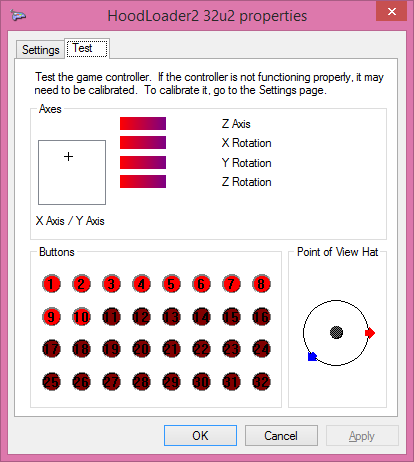 HoodLoader2 32u2 properties
Settings Test
Test the game controller. If the controller is not functioning properly, it may
need to be calibrated. To calibrate it, go to the Settings page.
Axes
Z Axis
X Rotation
Y Rotation
Z Rotation
X Axis / Y Axis
Buttons
Point of View Hat
1 2 3 4 5 6 7 8
9 10 11 12 13 14 15 16
17 18 19 20 21 22 23 24
25 26 27 28 29 30 31 32
OK Cancel Apply